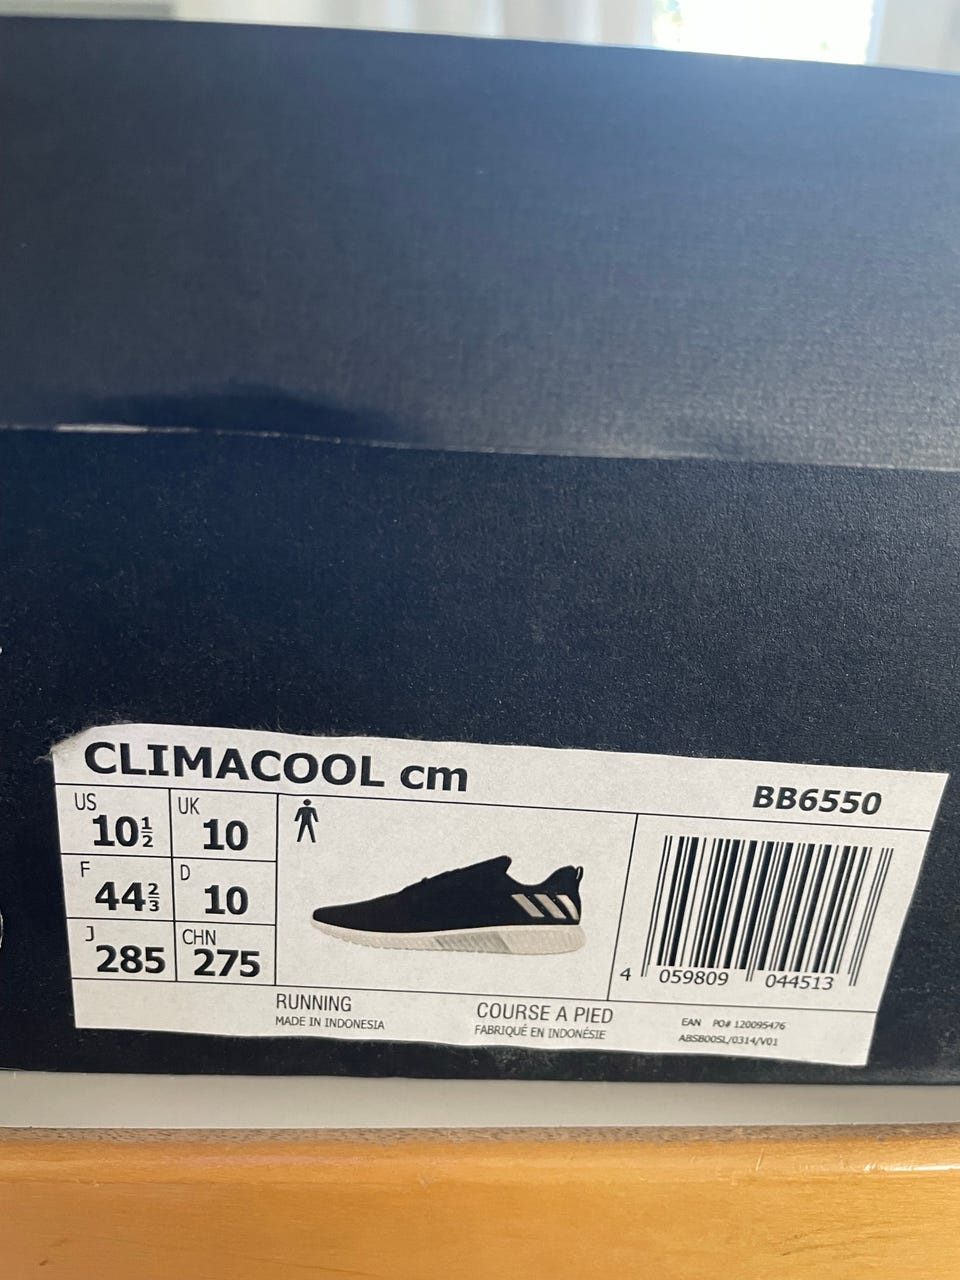 CLIMACOOL cm
BB6550
US 10½ UK 10
F 44⅔ D 10
J 285 CHN 275
4 059809 044513
RUNNING
MADE IN INDONESIA
COURSE A PIED
FABRIQUÉ EN INDONÉSIE
EAN PO# 120095476
ABSB00SL/0314/V01